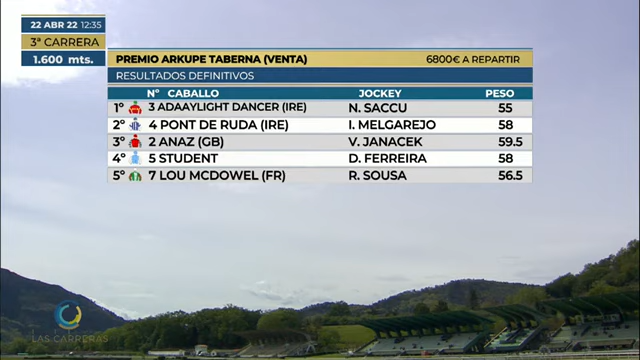 22 ABR 22 12:35
3ª CARRERA
1.600 mts.
PREMIO ARKUPE TABERNA (VENTA) 6800€ A REPARTIR
RESULTADOS DEFINITIVOS
Nº CABALLO JOCKEY PESO
1º 3 ADAAYLIGHT DANCER (IRE) N. SACCU 55
2º 4 PONT DE RUDA (IRE) I. MELGAREJO 58
3º 2 ANAZ (GB) V. JANACEK 59.5
4º 5 STUDENT D. FERREIRA 58
5º 7 LOU MCDOWEL (FR) R. SOUSA 56.5
LAS CARRERAS